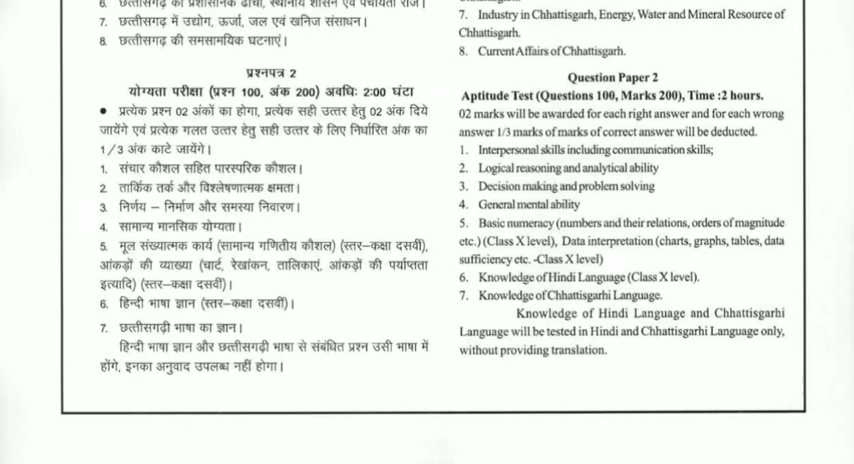 6. छत्तीसगढ़ का प्रशासनिक ढांचा, स्थानीय शासन एवं पंचायती राज।
7. छत्तीसगढ़ में उद्योग, ऊर्जा, जल एवं खनिज संसाधन।
8. छत्तीसगढ़ की समसामयिक घटनाएं।
प्रश्नपत्र 2
योग्यता परीक्षा (प्रश्न 100, अंक 200) अवधिः 2:00 घंटा
● प्रत्येक प्रश्न 02 अंकों का होगा, प्रत्येक सही उत्तर हेतु 02 अंक दिये
जायेंगे एवं प्रत्येक गलत उत्तर हेतु सही उत्तर के लिए निर्धारित अंक का
1/3 अंक काटे जायेंगे।
1. संचार कौशल सहित पारस्परिक कौशल।
2. तार्किक तर्क और विश्लेषणात्मक क्षमता।
3. निर्णय – निर्माण और समस्या निवारण।
4. सामान्य मानसिक योग्यता।
5. मूल संख्यात्मक कार्य (सामान्य गणितीय कौशल) (स्तर–कक्षा दसवीं),
आंकड़ों की व्याख्या (चार्ट, रेखांकन, तालिकाएं, आंकड़ों की पर्याप्तता
इत्यादि) (स्तर–कक्षा दसवीं)।
6. हिन्दी भाषा ज्ञान (स्तर–कक्षा दसवीं)।
7. छत्तीसगढ़ी भाषा का ज्ञान।
हिन्दी भाषा ज्ञान और छत्तीसगढ़ी भाषा से संबंधित प्रश्न उसी भाषा में
होंगे, इनका अनुवाद उपलब्ध नहीं होगा।
7. Industry in Chhattisgarh, Energy, Water and Mineral Resource of
Chhattisgarh.
8. Current Affairs of Chhattisgarh.
Question Paper 2
Aptitude Test (Questions 100, Marks 200), Time :2 hours.
02 marks will be awarded for each right answer and for each wrong
answer 1/3 marks of marks of correct answer will be deducted.
1. Interpersonal skills including communication skills;
2. Logical reasoning and analytical ability
3. Decision making and problem solving
4. General mental ability
5. Basic numeracy (numbers and their relations, orders of magnitude
etc.) (Class X level), Data interpretation (charts, graphs, tables, data
sufficiency etc. -Class X level)
6. Knowledge of Hindi Language (Class X level).
7. Knowledge of Chhattisgarhi Language.
Knowledge of Hindi Language and Chhattisgarhi
Language will be tested in Hindi and Chhattisgarhi Language only,
without providing translation.